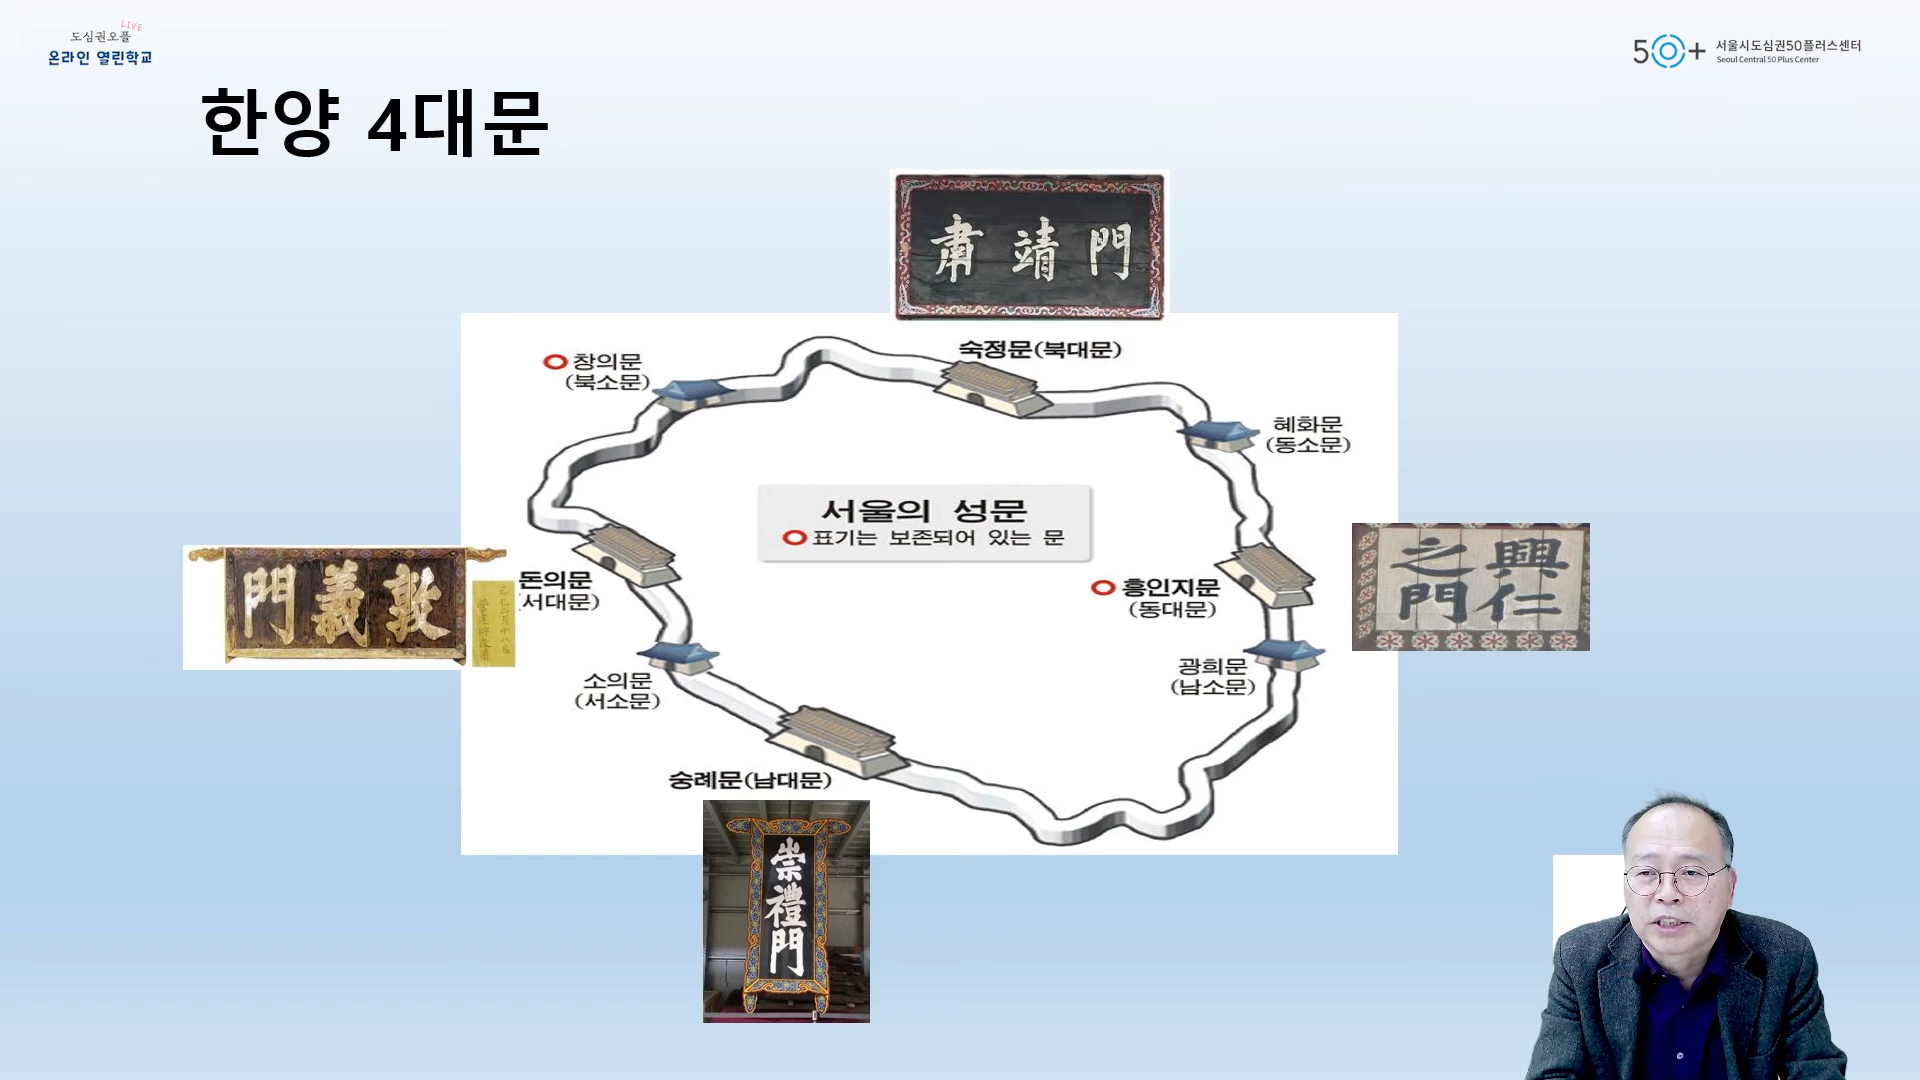 LIVE
도심권오플
온라인 열린학교
50+ 서울시도심권50플러스센터
Seoul Central 50 Plus Center
한양 4대문
肅 靖 門
숙정문(북대문)
창의문
(북소문)
혜화문
(동소문)
서울의 성문
표기는 보존되어 있는 문
門義敦
돈의문
(서대문)
흥인지문
(동대문)
之興
門仁
소의문
(서소문)
광희문
(남소문)
숭례문(남대문)
崇
禮
門